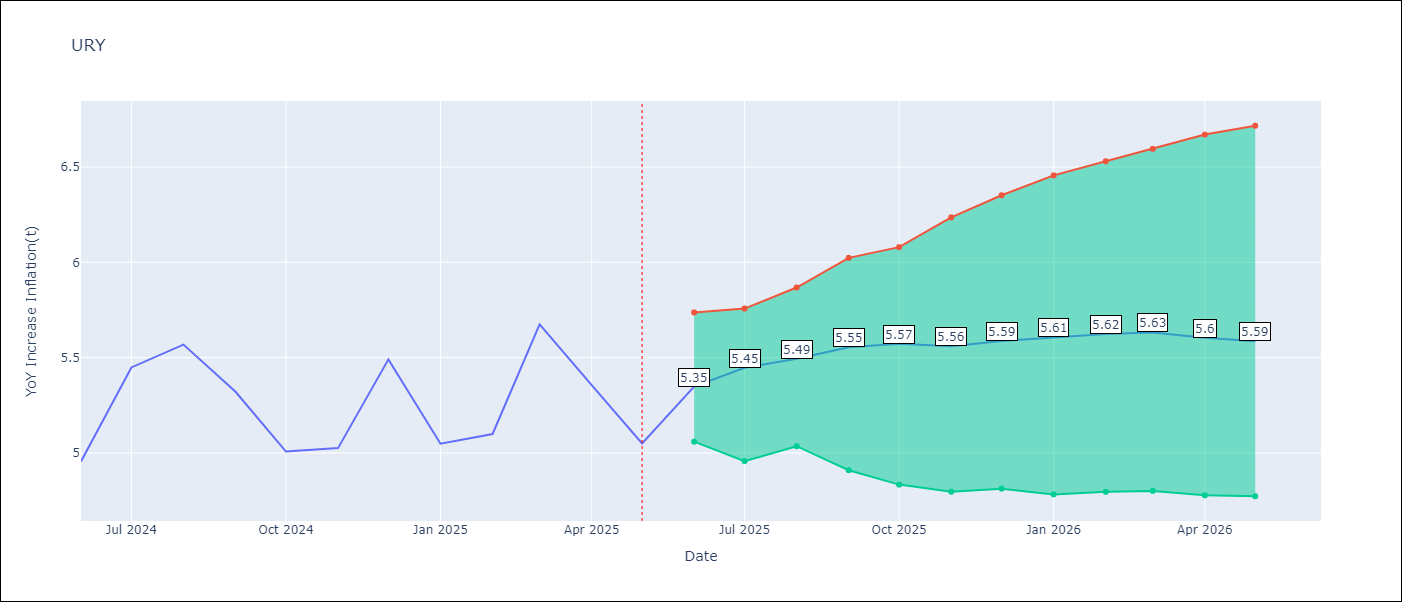 URY
YoY Increase Inflation(t)
6.5
6
5.5
5
5.35
5.45
5.49
5.55
5.57
5.56
5.59
5.61
5.62
5.63
5.6
5.59
Jul 2024
Oct 2024
Jan 2025
Apr 2025
Jul 2025
Oct 2025
Jan 2026
Apr 2026
Date